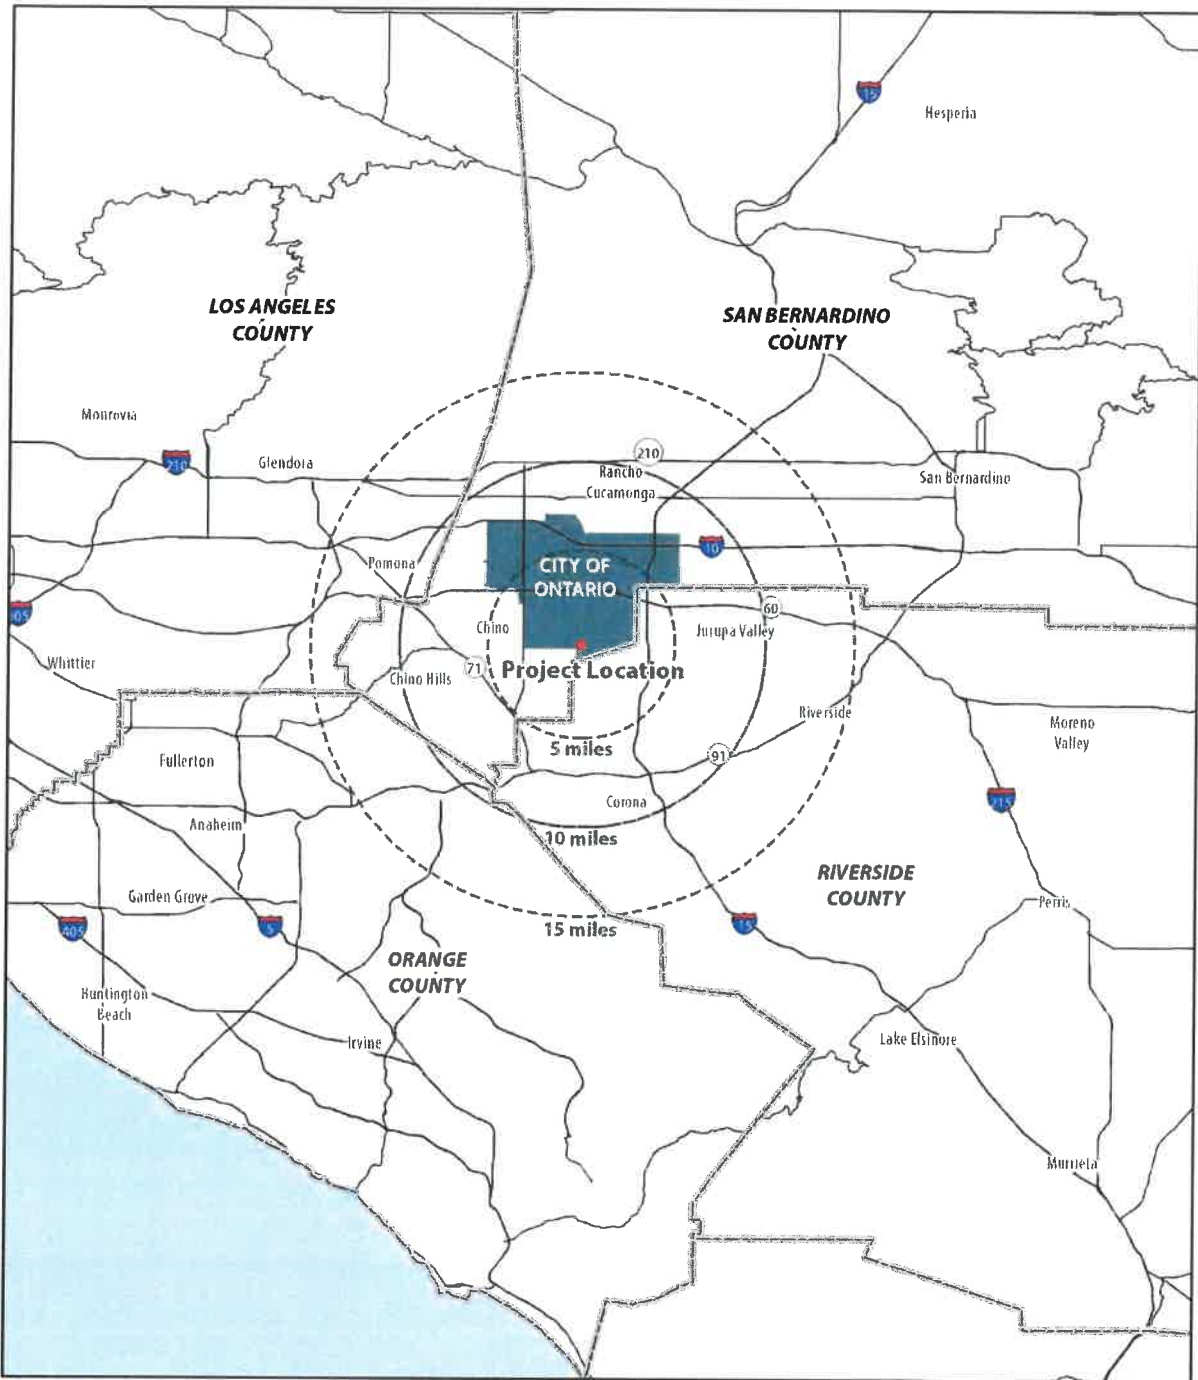 15
Hesperia
LOS ANGELES
COUNTY
SAN BERNARDINO
COUNTY
Monrovia
210
Glendora
210
Rancho
Cucamonga
San Bernardino
10
Pomona
CITY OF
ONTARIO
60
Chino
Jurupa Valley
Whittier
71
Chino Hills
Project Location
Riverside
Moreno
Valley
5 miles
91
Fullerton
215
Corona
Anaheim
10 miles
RIVERSIDE
COUNTY
Garden Grove
Perris
405
5
15 miles
15
ORANGE
COUNTY
Huntington
Beach
Irvine
Lake Elsinore
Murrieta